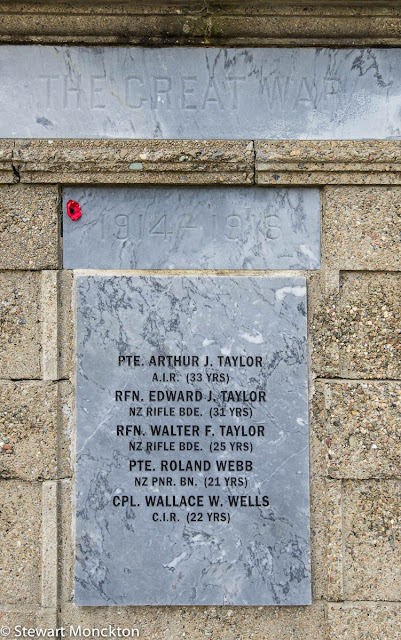 THE GREAT WAR
1914 - 1918
PTE. ARTHUR J. TAYLOR
A.I.R. (33 YRS)
RFN. EDWARD J. TAYLOR
NZ RIFLE BDE. (31 YRS)
RFN. WALTER F. TAYLOR
NZ RIFLE BDE. (25 YRS)
PTE. ROLAND WEBB
NZ PNR. BN. (21 YRS)
CPL. WALLACE W. WELLS
C.I.R. (22 YRS)
©Stewart Monckton